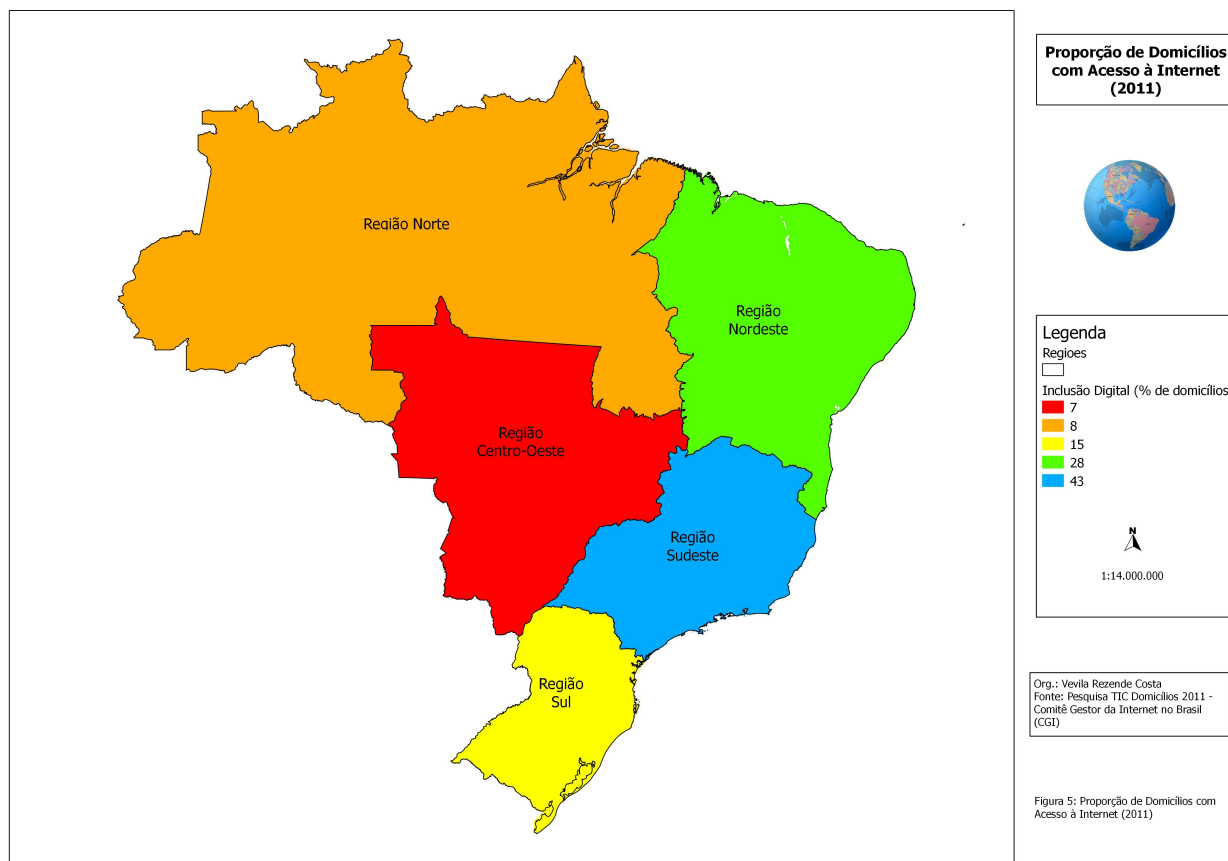 Proporção de Domicílios
com Acesso à Internet
(2011)
Região Norte
Região
Nordeste
Região
Centro-Oeste
Região
Sudeste
Região
Sul
Legenda
Regioes
Inclusão Digital (% de domicílios
7
8
15
28
43
N
1:14.000.000
Org.: Vevila Rezende Costa
Fonte: Pesquisa TIC Domicílios 2011 -
Comitê Gestor da Internet no Brasil
(CGI)
Figura 5: Proporção de Domicílios com
Acesso à Internet (2011)